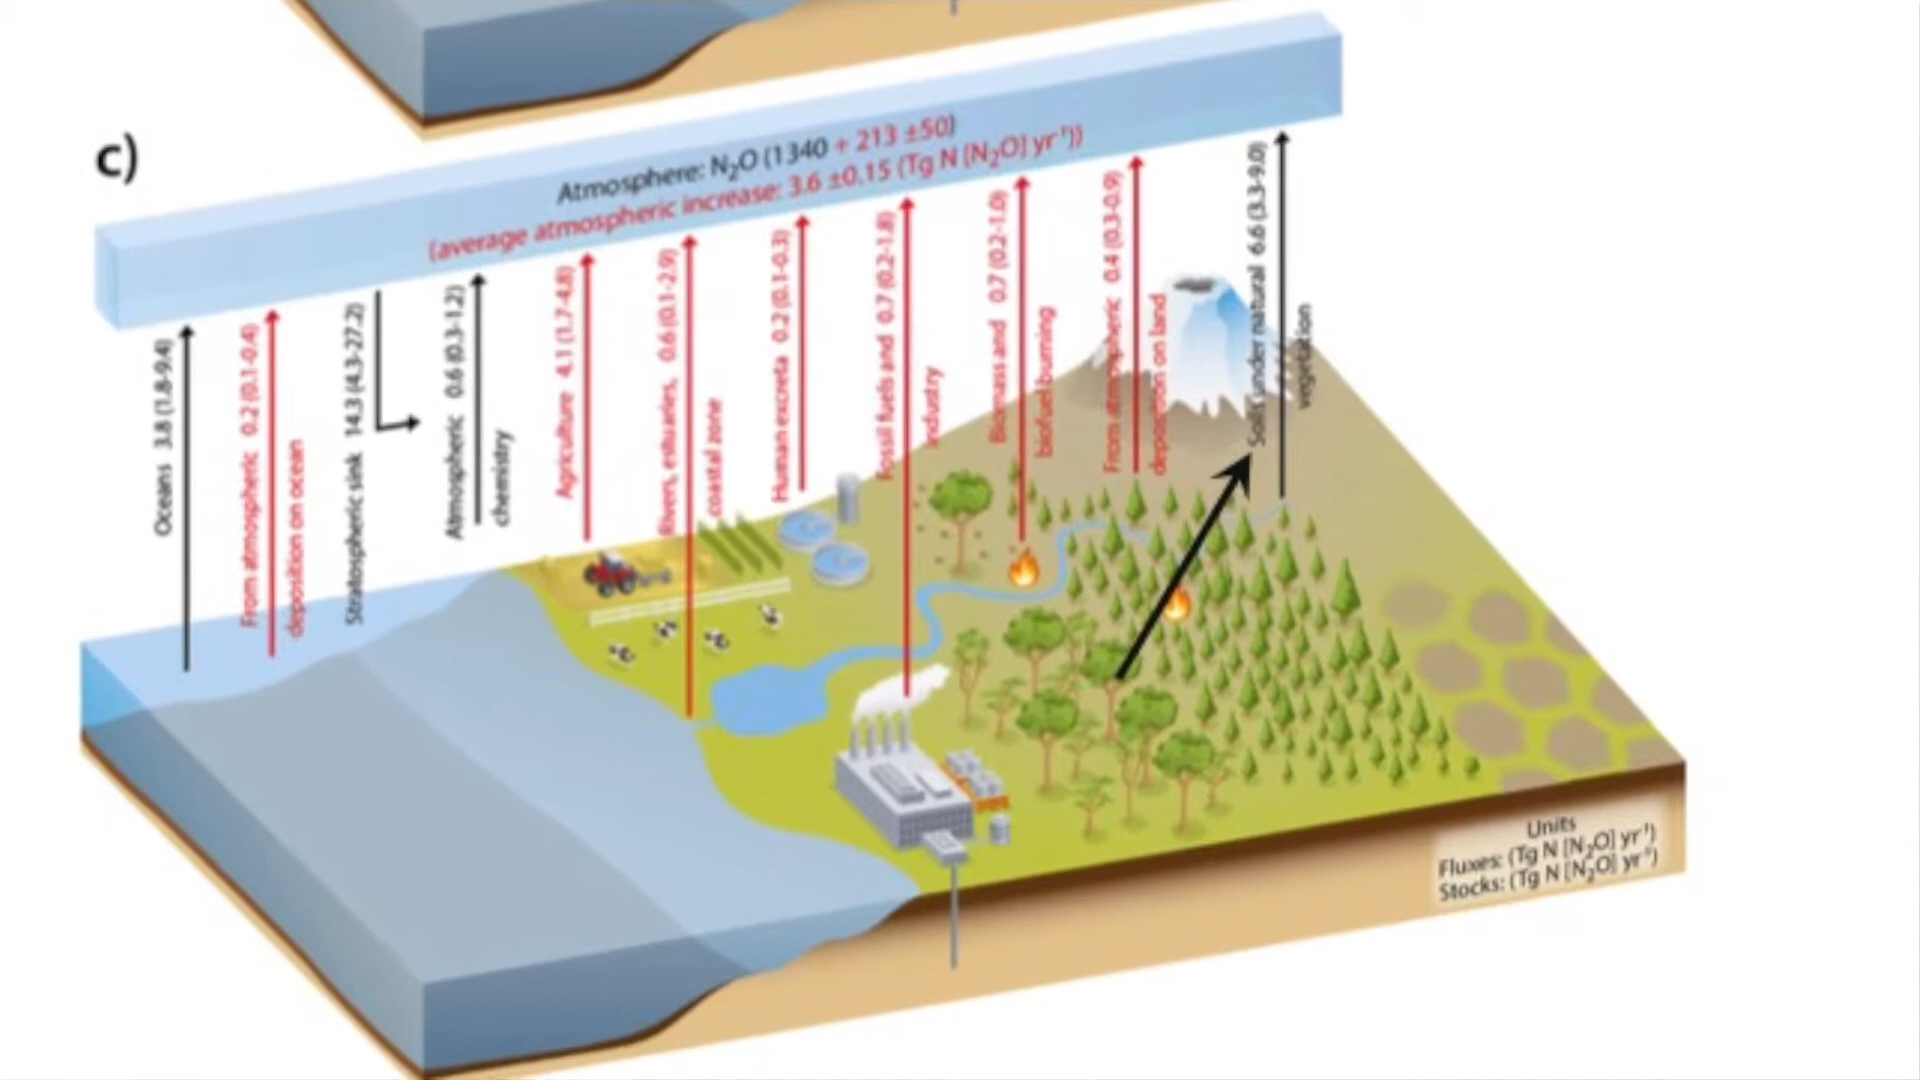 c)
Atmosphere: N₂O (1340 + 213 ±50)
(average atmospheric increase: 3.6 ±0.15 (Tg N [N₂O] yr⁻¹))
Oceans 3.8 (1.8-9.4)
From atmospheric 0.2 (0.1-0.4)
deposition on ocean
Stratospheric sink 14.3 (4.3-27.2)
Atmospheric 0.6 (0.3-1.2)
chemistry
Agriculture 4.1 (1.7-4.8)
Rivers, estuaries, 0.6 (0.1-2.9)
coastal zone
Human excreta 0.2 (0.1-0.3)
Fossil fuels and 0.7 (0.2-1.8)
industry
Biomass and 0.7 (0.2-1.0)
biofuel burning
From atmospheric 0.4 (0.3-0.9)
deposition on land
Soils under natural 6.6 (3.3-9.0)
vegetation
Units
Fluxes: (Tg N [N₂O] yr⁻¹)
Stocks: (Tg N [N₂O] yr⁻¹)